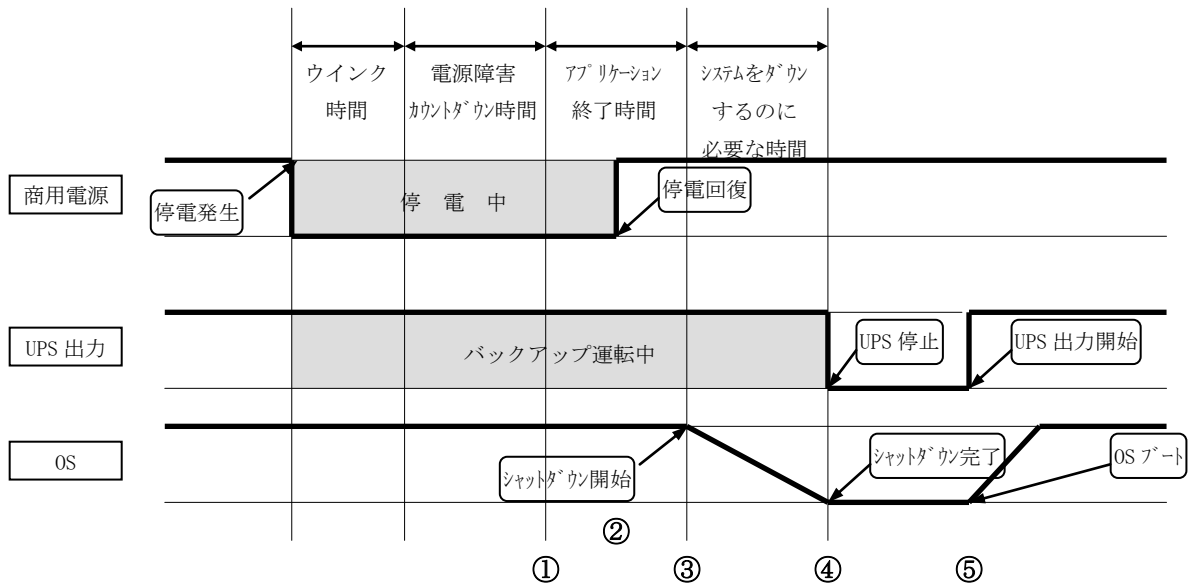 ウインク
時間
電源障害
ｶｳﾝﾄﾀﾞｳﾝ時間
ｱﾌﾟﾘｹｰｼｮﾝ
終了時間
ｼｽﾃﾑをﾀﾞｳﾝ
するのに
必要な時間
商用電源
停電発生
停 電 中
停電回復
UPS 出力
バックアップ運転中
UPS 停止
UPS 出力開始
OS
ｼｬｯﾄﾀﾞｳﾝ開始
ｼｬｯﾄﾀﾞｳﾝ完了
OS ﾌﾞｰﾄ
②
① ③ ④ ⑤